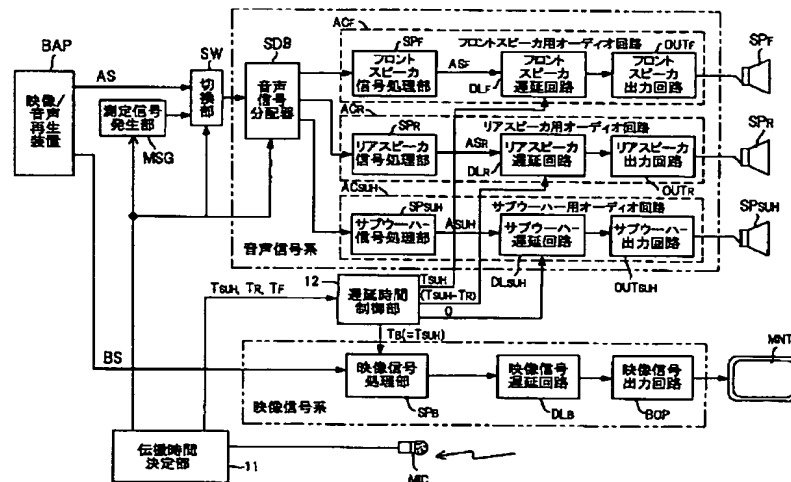 ACF
BAP
SW
SDB
SPF
フロントスピーカ用オーディオ回路
OUTF
SPF
AS
ASF
映像/
音声
再生
装置
測定信号
発生部
MSG
切換部
音声
信号
分配器
フロント
スピーカ
信号処理部
フロント
スピーカ
遅延回路
フロント
スピーカ
出力回路
DLF
ACR
SPR
リアスピーカ用オーディオ回路
SPR
リアスピーカ
信号処理部
ASR
リアスピーカ
遅延回路
リアスピーカ
出力回路
DLR
OUTR
ACSUH
SPSUH
サブウーハー用オーディオ回路
SPSUH
サブウーハー
信号処理部
ASUH
サブウーハー
遅延回路
サブウーハー
出力回路
音声信号系
DLSUH
OUTSUH
12
TSUH
TSUH, TR, TF
遅延時間
制御部
(TSUH-TR)
0
TB(=TSUH)
BS
映像信号
処理部
映像信号
遅延回路
映像信号
出力回路
MNT
SPB
DLB
BOP
映像信号系
伝搬時間
決定部
11
MIC